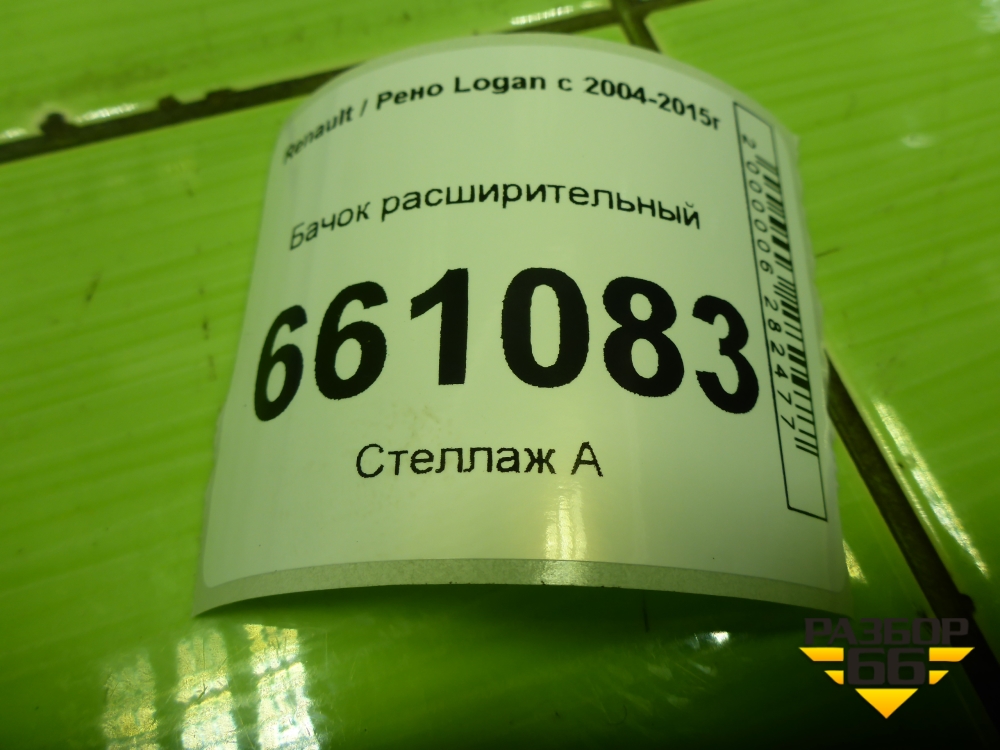 Renault / Рено Logan с 2004-2015г
Бачок расширительный
661083
Стеллаж А
2000006282477
РАЗБОР
66